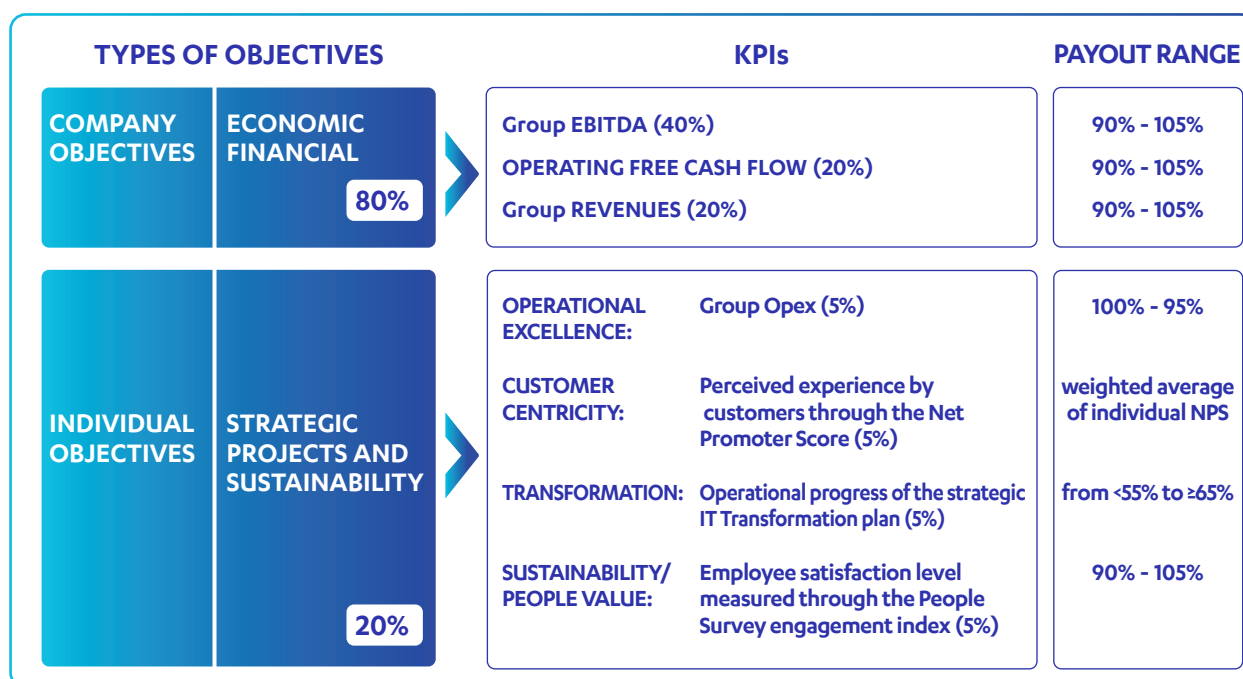 TYPES OF OBJECTIVES
KPIs
PAYOUT RANGE
COMPANY
OBJECTIVES
ECONOMIC
FINANCIAL
80%
Group EBITDA (40%)
90% - 105%
OPERATING FREE CASH FLOW (20%)
90% - 105%
Group REVENUES (20%)
90% - 105%
INDIVIDUAL
OBJECTIVES
STRATEGIC
PROJECTS AND
SUSTAINABILITY
20%
OPERATIONAL
EXCELLENCE:
Group Opex (5%)
100% - 95%
CUSTOMER
CENTRICITY:
Perceived experience by
customers through the Net
Promoter Score (5%)
weighted average
of individual NPS
TRANSFORMATION:
Operational progress of the strategic
IT Transformation plan (5%)
from <55% to ≥65%
SUSTAINABILITY/
PEOPLE VALUE:
Employee satisfaction level
measured through the People
Survey engagement index (5%)
90% - 105%